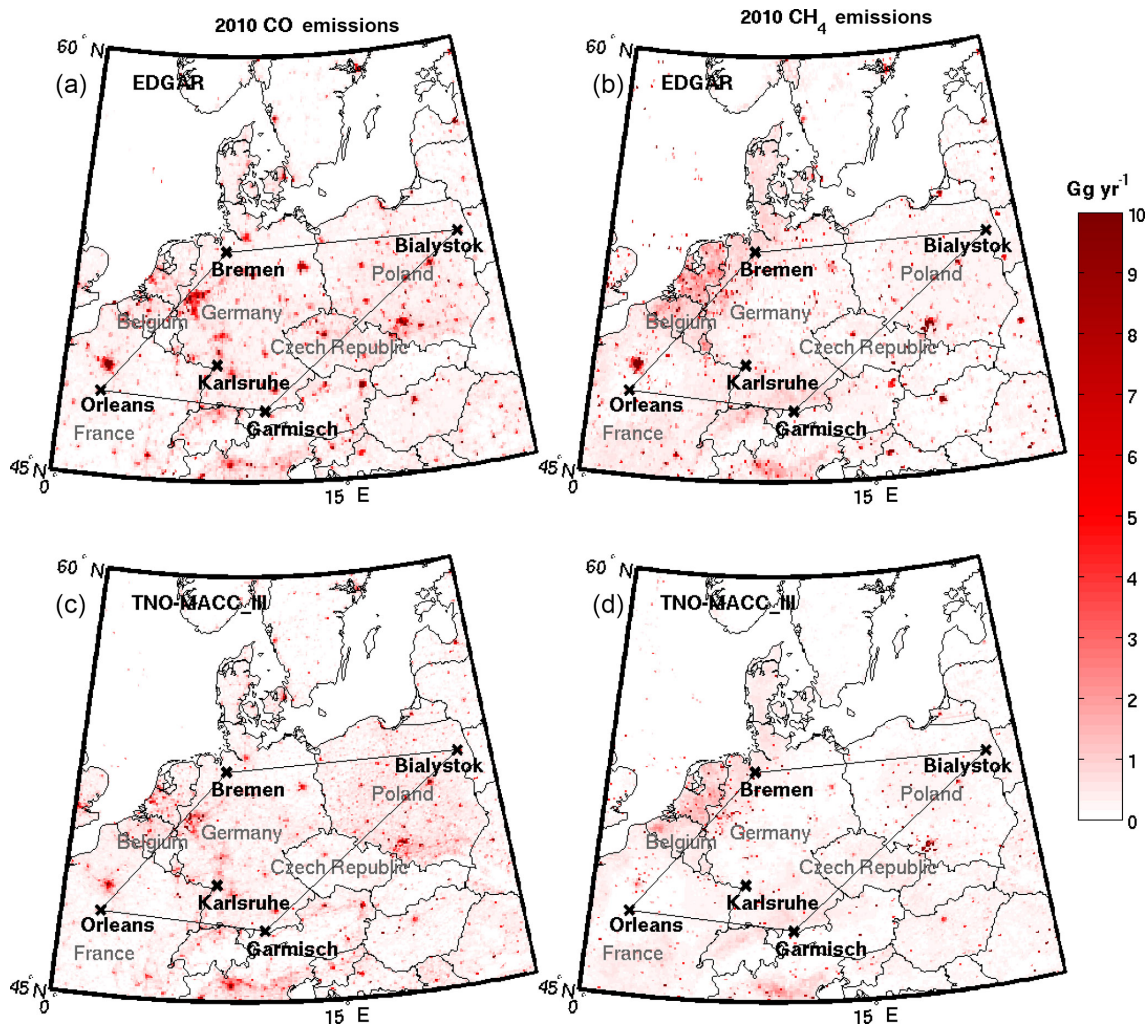 2010 CO emissions
2010 CH4 emissions
60° N
(a)
EDGAR
Bremen
Bialystok
Poland
Belgium
Germany
Czech Republic
Karlsruhe
Orleans
Garmisch
France
45° N
0
15° E
60° N
(b)
EDGAR
Bremen
Bialystok
Poland
Belgium
Germany
Czech Republic
Karlsruhe
Orleans
Garmisch
France
45° N
0
15° E
Gg yr-1
10
9
8
7
6
5
4
3
2
1
0
60° N
(c)
TNO-MACC_III
Bremen
Bialystok
Poland
Belgium
Germany
Czech Republic
Karlsruhe
Orleans
Garmisch
France
45° N
0
15° E
60° N
(d)
TNO-MACC_III
Bremen
Bialystok
Poland
Belgium
Germany
Czech Republic
Karlsruhe
Orleans
Garmisch
France
45° N
0
15° E